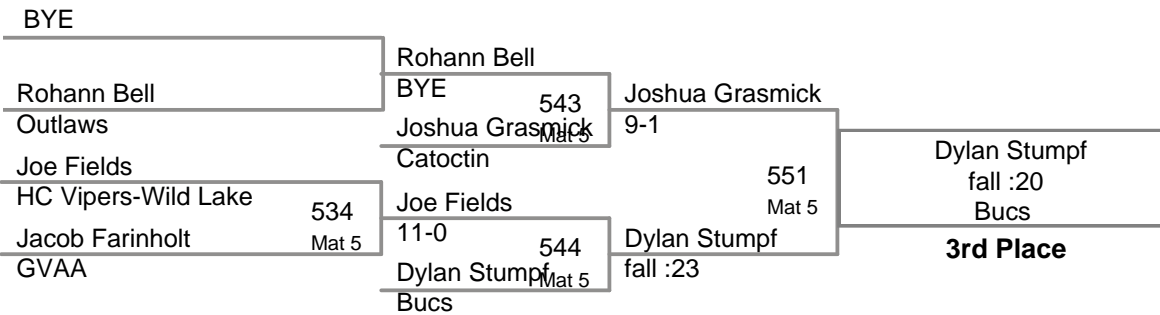 BYE
Rohann Bell
Outlaws
Joe Fields
HC Vipers-Wild Lake
Jacob Farinholt
GVAA
534
Mat 5
Rohann Bell
BYE
Joshua Grasmick
Catoctin
543
Mat 5
Joe Fields
11-0
Dylan Stumpf
Bucs
544
Mat 5
Joshua Grasmick
9-1
Dylan Stumpf
fall :23
551
Mat 5
Dylan Stumpf
fall :20
Bucs
3rd Place